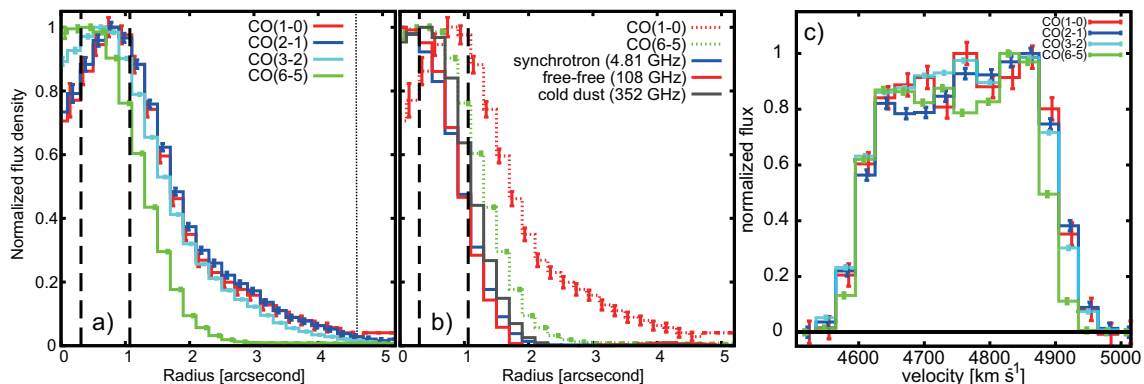 CO(1-0)
CO(2-1)
CO(3-2)
CO(6-5)
Normalized flux density
1
0.8
0.6
0.4
0.2
0
a)
0 1 2 3 4 5
Radius [arcsecond]
CO(1-0)
CO(6-5)
synchrotron (4.81 GHz)
free-free (108 GHz)
cold dust (352 GHz)
b)
0 1 2 3 4 5
Radius [arcsecond]
c)
CO(1-0)
CO(2-1)
CO(3-2)
CO(6-5)
normalized flux
1
0.8
0.6
0.4
0.2
0
4600 4700 4800 4900 5000
velocity [km s¹]